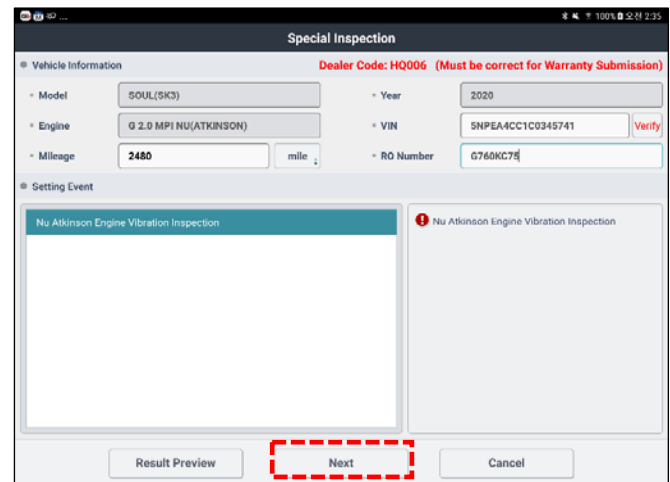 ... 100% 오전 2:35
Special Inspection
Vehicle Information Dealer Code: HQ006 (Must be correct for Warranty Submission)
Model SOUL(SK3) Year 2020
Engine G 2.0 MPI NU(ATKINSON) VIN 5NPEA4CC1C0345741 Verify
Mileage 2480 mile RO Number G760KC75
Setting Event
Nu Atkinson Engine Vibration Inspection Nu Atkinson Engine Vibration Inspection
Result Preview Next Cancel